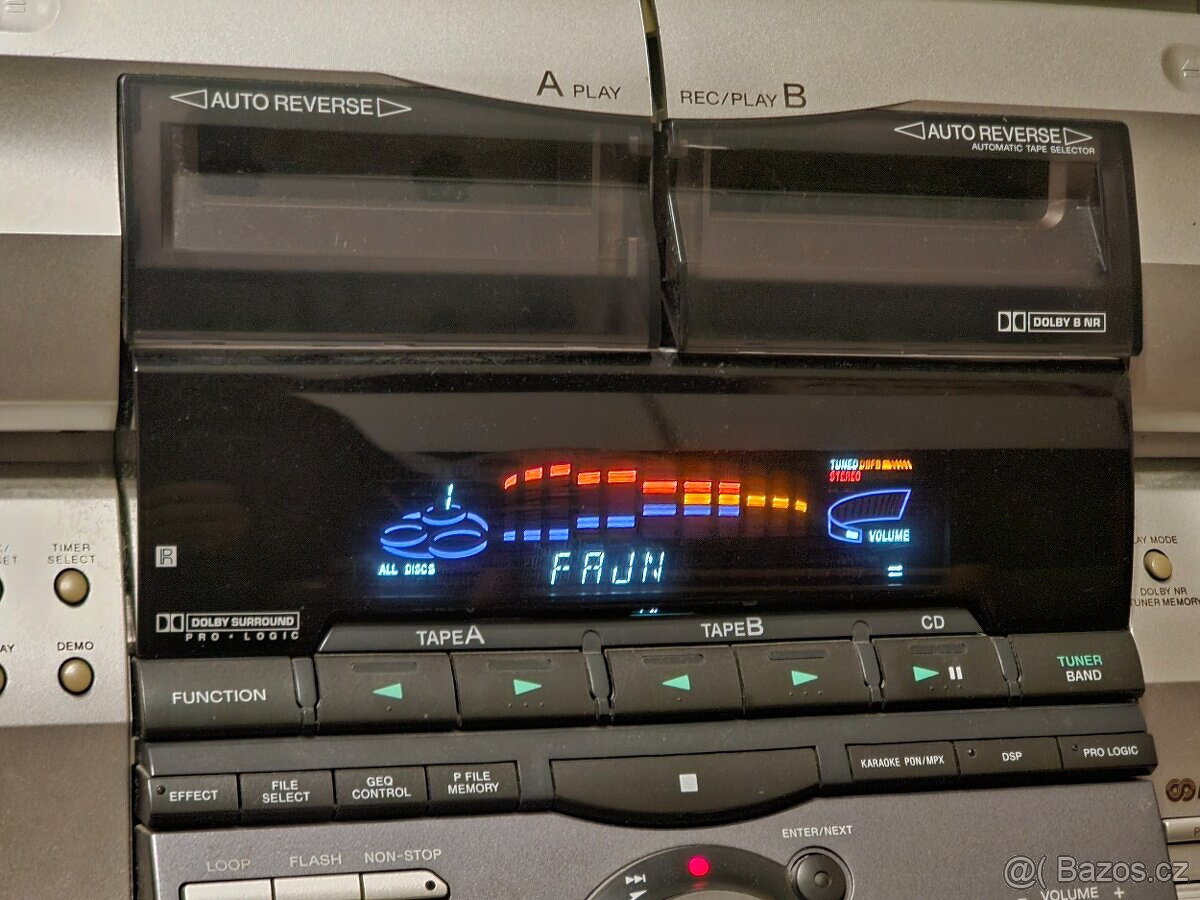 A PLAY
REC/PLAY B
AUTO REVERSE
AUTO REVERSE
AUTOMATIC TAPE SELECTOR
DOLBY B NR
TUNED
STEREO
1
VOLUME
ALL DISCS
FAJN
TIMER
SELECT
DEMO
DOLBY SURROUND
PRO • LOGIC
MODE
DOLBY NR
TUNER MEMORY
TAPE A
TAPE B
CD
FUNCTION
TUNER
BAND
EFFECT
FILE
SELECT
GEQ
CONTROL
P FILE
MEMORY
KARAOKE PON/MPX
DSP
PRO LOGIC
LOOP
FLASH
NON-STOP
ENTER/NEXT
VOLUME +
@( Bazos.cz